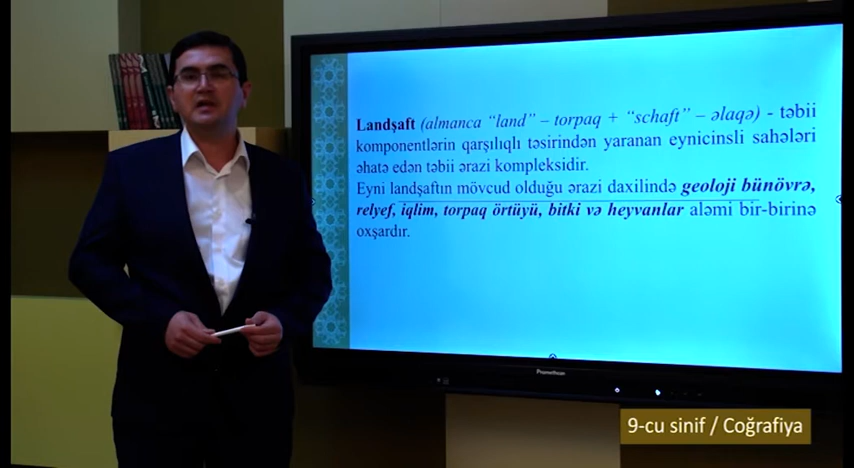 Landşaft (almanca “land” – torpaq + “schaft” – əlaqə) - təbii
komponentlərin qarşılıqlı təsirindən yaranan eynicinsli sahələri
əhatə edən təbii ərazi kompleksidir.
Eyni landşaftın mövcud olduğu ərazi daxilində geoloji bünövrə,
relyef, iqlim, torpaq örtüyü, bitki və heyvanlar aləmi bir-birinə
oxşardır.
Promethean
9-cu sinif / Coğrafiya